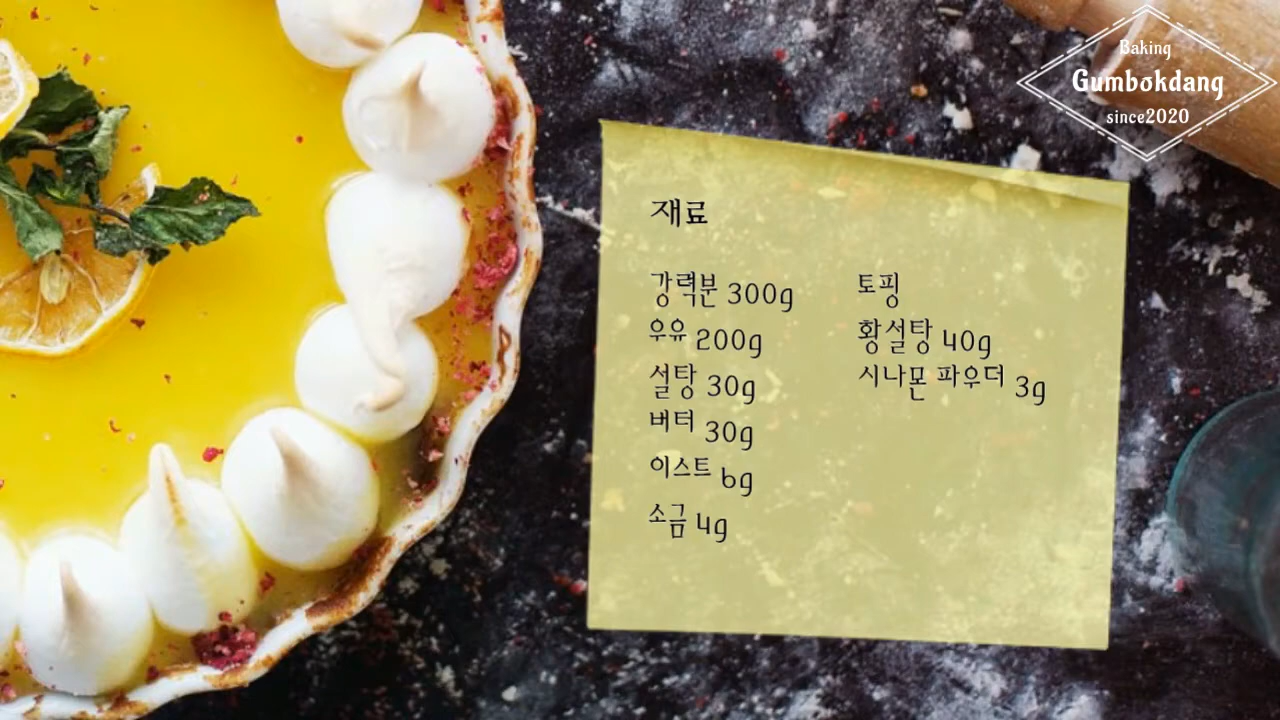 Baking
Gumbokdang
since2020
재료
강력분 300g
우유 200g
설탕 30g
버터 30g
이스트 6g
소금 4g
토핑
황설탕 40g
시나몬 파우더 3g